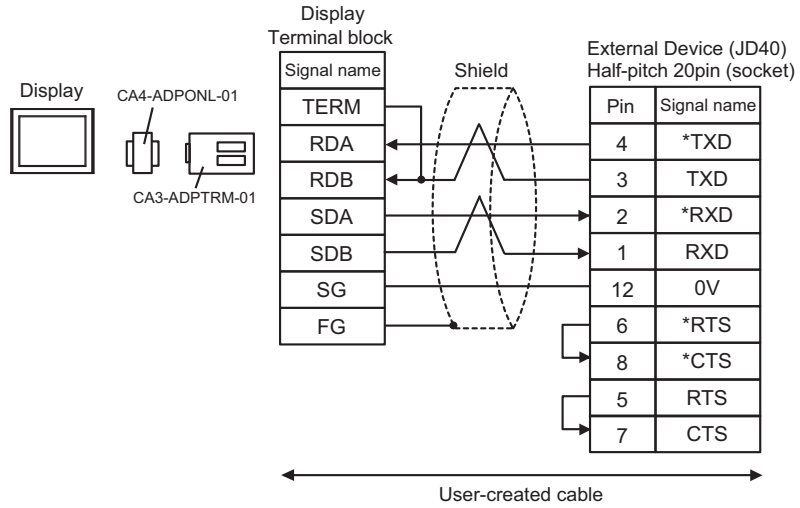 Display
Terminal block
External Device (JD40)
Half-pitch 20pin (socket)
Display
CA4-ADPONL-01
CA3-ADPTRM-01
Signal name
Shield
Pin Signal name
TERM
RDA 4 *TXD
RDB 3 TXD
SDA 2 *RXD
SDB 1 RXD
SG 12 0V
FG 6 *RTS
8 *CTS
5 RTS
7 CTS
User-created cable